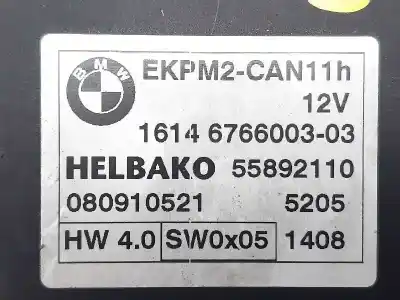 BMW
EKPM2-CAN11h
12V
1614 6766003-03
HELBAKO 55892110
080910521 5205
HW 4.0 SW0x05 1408